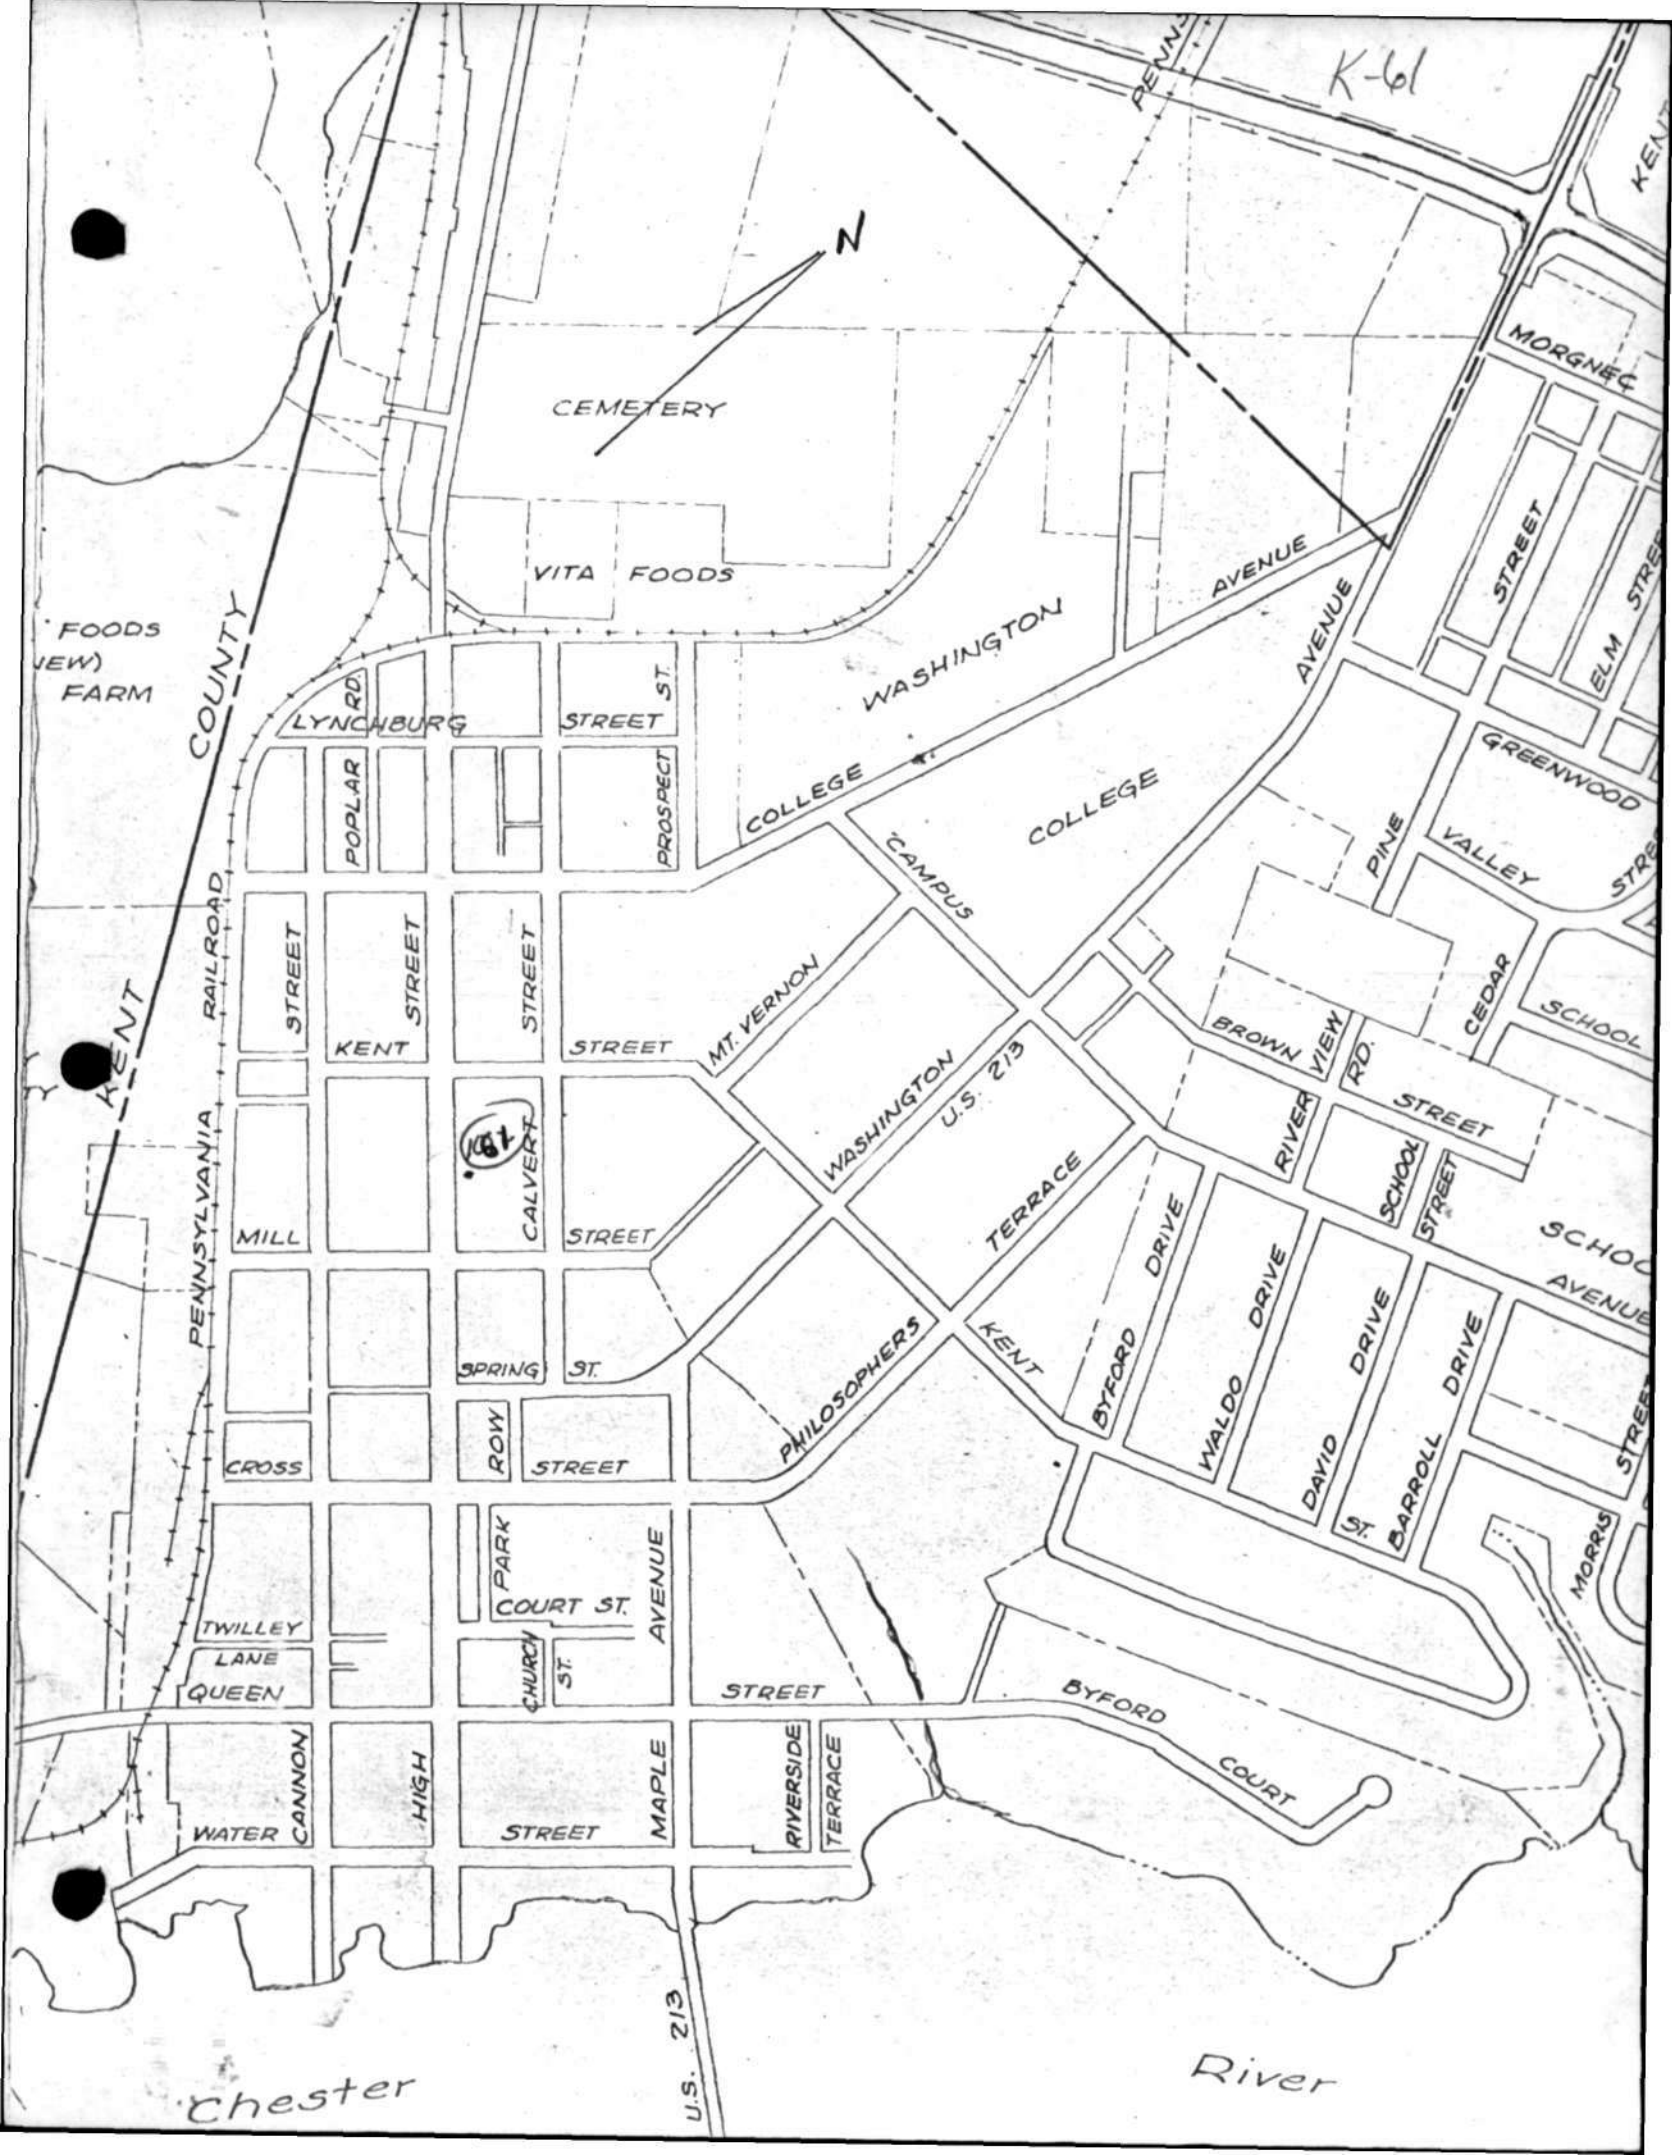 K-61
PENNS
KENT
N
MORGNEC
CEMETERY
STREET
VITA FOODS
AVENUE
AVENUE
ELM STREE
FOODS
FARM
COUNTY
WASHINGTON
RD.
ST.
LYNCHBURG STREET
GREENWOOD
POPLAR
PROSPECT
COLLEGE
COLLEGE
PINE
VALLEY
STREE
CAMPUS
RAILROAD
STREET
STREET
STREET
MT. VERNON
CEDAR
SCHOOL
KENT
KENT STREET
BROWN STREET
RIVER VIEW RD.
WASHINGTON
U.S. 213
PENNSYLVANIA
CALVERT
MILL STREET
TERRACE
SCHOOL STREET
SCHOO
AVENUE
BYFORD DRIVE
WALDO DRIVE
DAVID DRIVE
BARROLL DRIVE
SPRING ST.
PHILOSOPHERS
KENT
ST.
ROW
CROSS STREET
STREET
MORRIS
PARK
COURT ST.
AVENUE
TWILLEY
LANE
CHURCH ST.
QUEEN STREET
BYFORD COURT
CANNON
HIGH
MAPLE
RIVERSIDE
TERRACE
WATER STREET
U.S. 213
Chester River